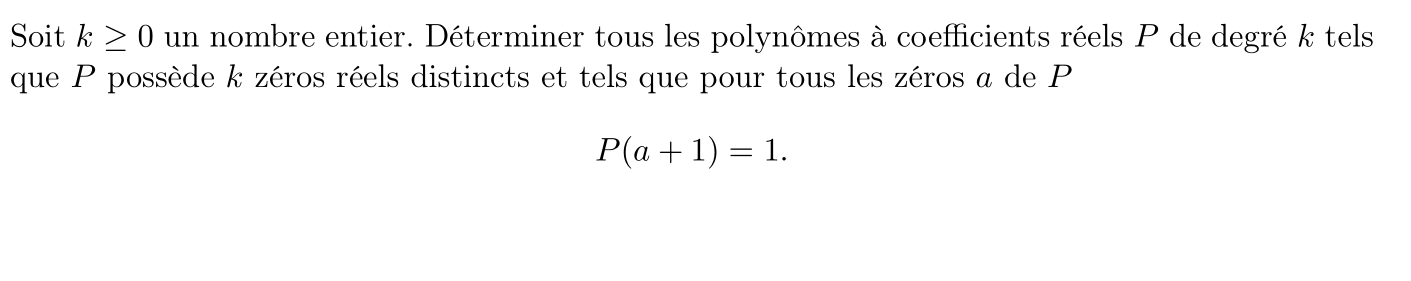 Soit k ≥ 0 un nombre entier. Déterminer tous les polynômes à coefficients réels P de degré k tels
que P possède k zéros réels distincts et tels que pour tous les zéros a de P
P(a + 1) = 1.